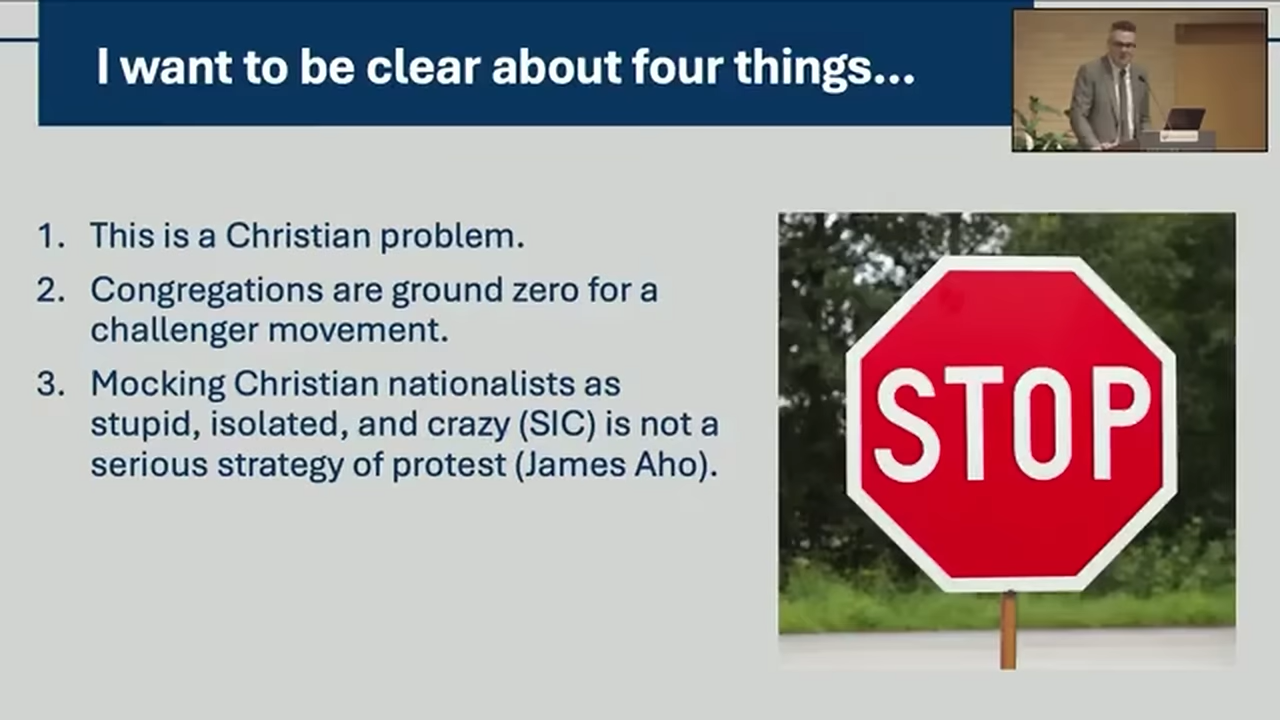 I want to be clear about four things...
1. This is a Christian problem.
2. Congregations are ground zero for a
challenger movement.
3. Mocking Christian nationalists as
stupid, isolated, and crazy (SIC) is not a
serious strategy of protest (James Aho).
STOP